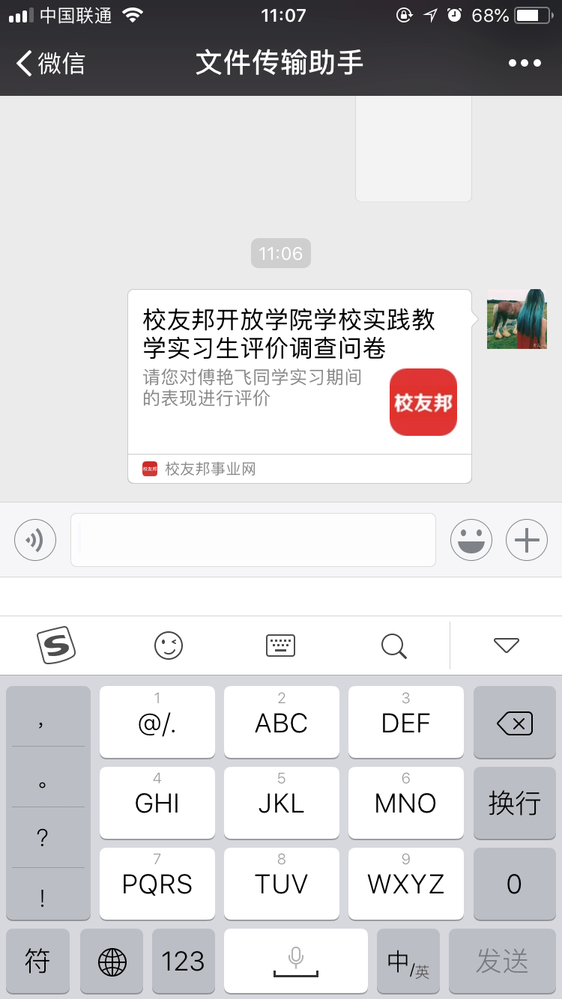 中国联通 11:07 68%
微信 文件传输助手
11:06
校友邦开放学院学校实践教
学实习生评价调查问卷
请您对傅艳飞同学实习期间
的表现进行评价
校友邦
校友邦 校友邦事业网
S
， 1 2 3
@/. ABC DEF
。 4 5 6
GHI JKL MNO 换行
？ 7 8 9
PQRS TUV WXYZ 0
！
符 123 中/英 发送